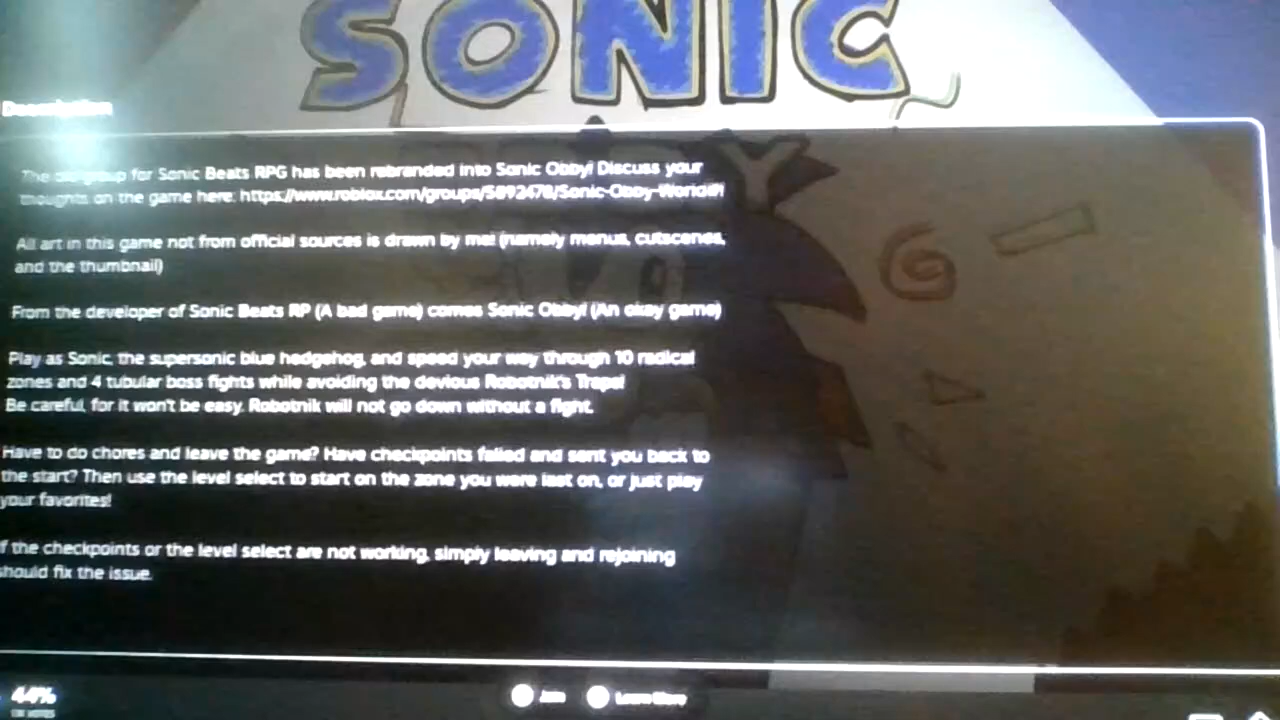 SONIC
Description
The old group for Sonic Beats RPG has been rebranded into Sonic Obby! Discuss your
thoughts on the game here: https://www.roblox.com/groups/5892478/Sonic-Obby-World#!
OBBY
All art in this game not from official sources is drawn by me! (namely menus, cutscenes,
and the thumbnail)
From the developer of Sonic Beats RP (A bad game) comes Sonic Obby! (An okay game)
Play as Sonic, the supersonic blue hedgehog, and speed your way through 10 radical
zones and 4 tubular boss fights while avoiding the devious Robotnik's Traps!
Be careful, for it won't be easy. Robotnik will not go down without a fight.
Have to do chores and leave the game? Have checkpoints failed and sent you back to
the start? Then use the level select to start on the zone you were last on, or just play
your favorites!
f the checkpoints or the level select are not working, simply leaving and rejoining
should fix the issue.
44%
Join
Learn More